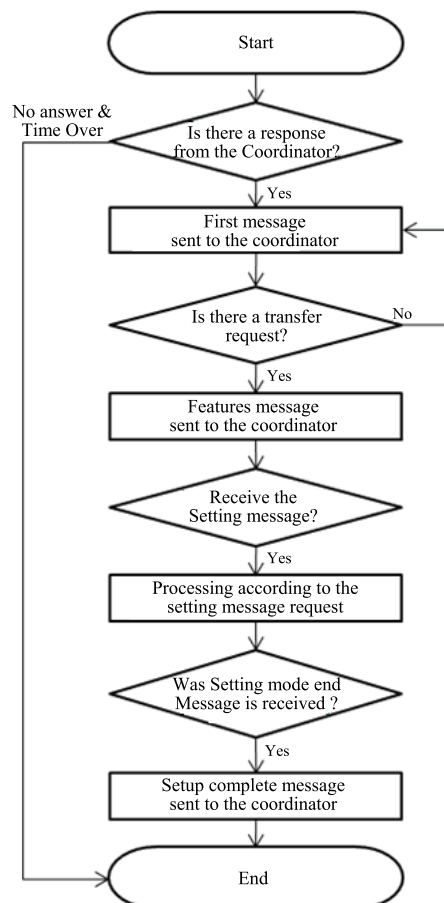 Start
No answer &
Time Over
Is there a response
from the Coordinator?
Yes
First message
sent to the coordinator
Is there a transfer
request?
No
Yes
Features message
sent to the coordinator
Receive the
Setting message?
Yes
Processing according to the
setting message request
Was Setting mode end
Message is received ?
Yes
Setup complete message
sent to the coordinator
End